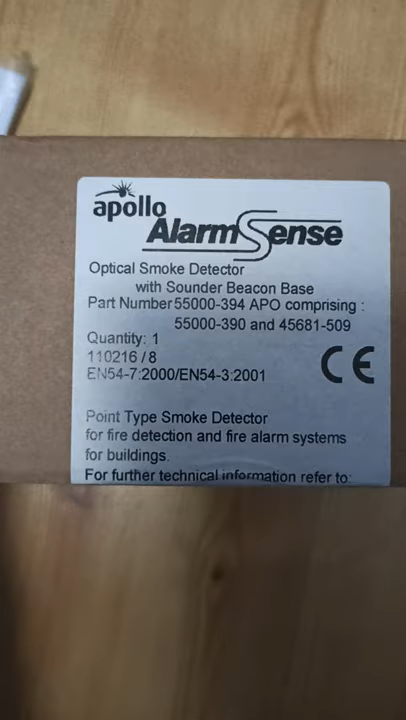 apollo
AlarmSense
Optical Smoke Detector
with Sounder Beacon Base
Part Number 55000-394 APO comprising :
55000-390 and 45681-509
Quantity: 1
110216 / 8
EN54-7:2000/EN54-3:2001
CE
Point Type Smoke Detector
for fire detection and fire alarm systems
for buildings.
For further technical information refer to: